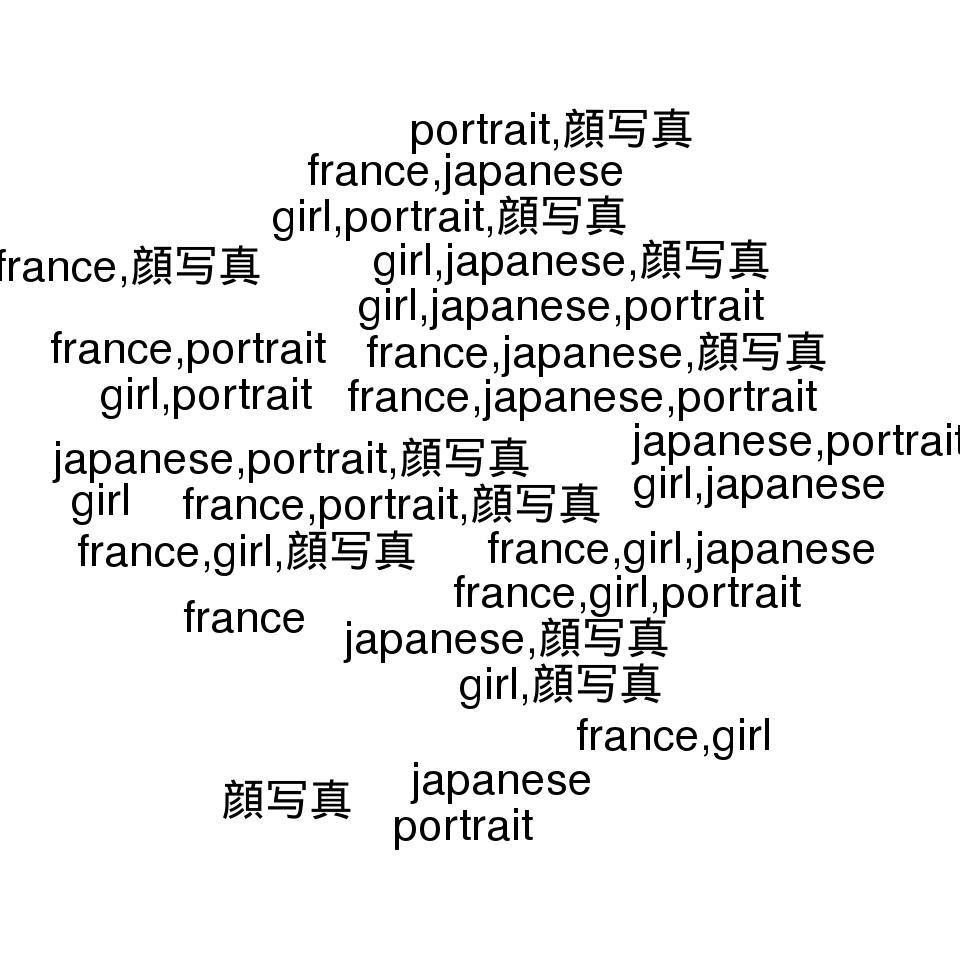 portrait,顔写真
france,japanese
girl,portrait,顔写真
france,顔写真
girl,japanese,顔写真
girl,japanese,portrait
france,portrait
france,japanese,顔写真
girl,portrait
france,japanese,portrait
japanese,portrait
japanese,portrait,顔写真
girl,japanese
girl
france,portrait,顔写真
france,girl,顔写真
france,girl,japanese
france,girl,portrait
france
japanese,顔写真
girl,顔写真
france,girl
japanese
顔写真
portrait